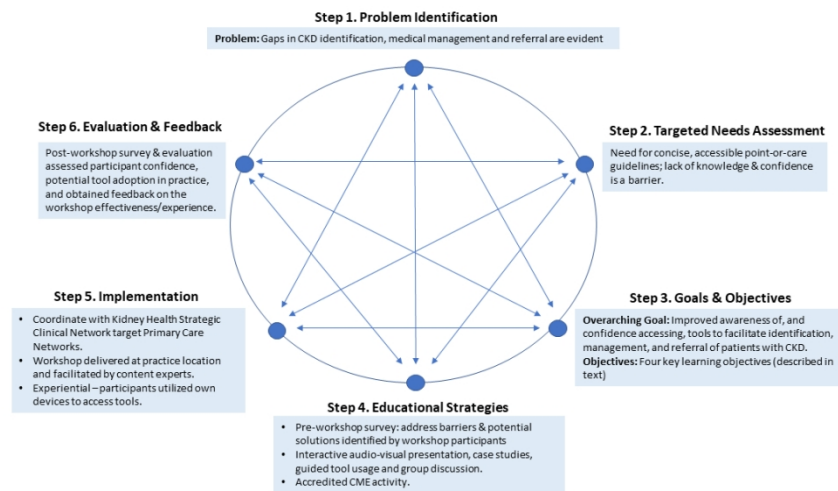 Step 1. Problem Identification
Problem: Gaps in CKD identification, medical management and referral are evident
Step 2. Targeted Needs Assessment
Need for concise, accessible point-or-care
guidelines; lack of knowledge & confidence
is a barrier.
Step 3. Goals & Objectives
Overarching Goal: Improved awareness of, and
confidence accessing, tools to facilitate identification,
management, and referral of patients with CKD.
Objectives: Four key learning objectives (described in
text)
Step 4. Educational Strategies
• Pre-workshop survey: address barriers & potential
solutions identified by workshop participants
• Interactive audio-visual presentation, case studies,
guided tool usage and group discussion.
• Accredited CME activity.
Step 5. Implementation
• Coordinate with Kidney Health Strategic
Clinical Network target Primary Care
Networks.
• Workshop delivered at practice location
and facilitated by content experts.
• Experiential – participants utilized own
devices to access tools.
Step 6. Evaluation & Feedback
Post-workshop survey & evaluation
assessed participant confidence,
potential tool adoption in practice,
and obtained feedback on the
workshop effectiveness/experience.